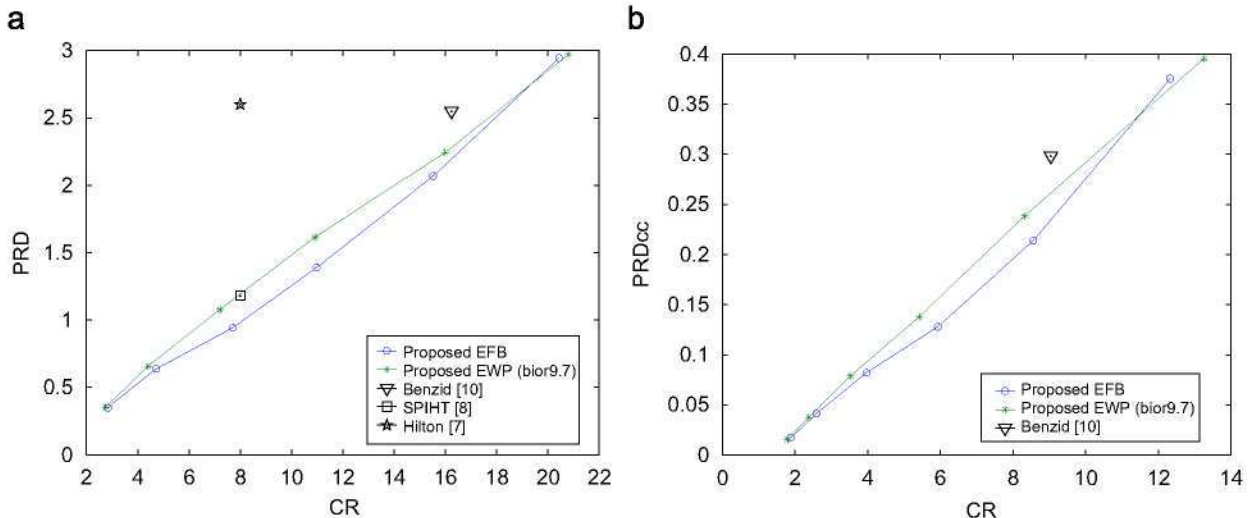 a
PRD
3
2.5
2
1.5
1
0.5
0
2 4 6 8 10 12 14 16 18 20 22
CR
Proposed EFB
Proposed EWP (bior9.7)
Benzid [10]
SPIHT [8]
Hilton [7]
b
PRDcc
0.4
0.35
0.3
0.25
0.2
0.15
0.1
0.05
0
0 2 4 6 8 10 12 14
CR
Proposed EFB
Proposed EWP (bior9.7)
Benzid [10]